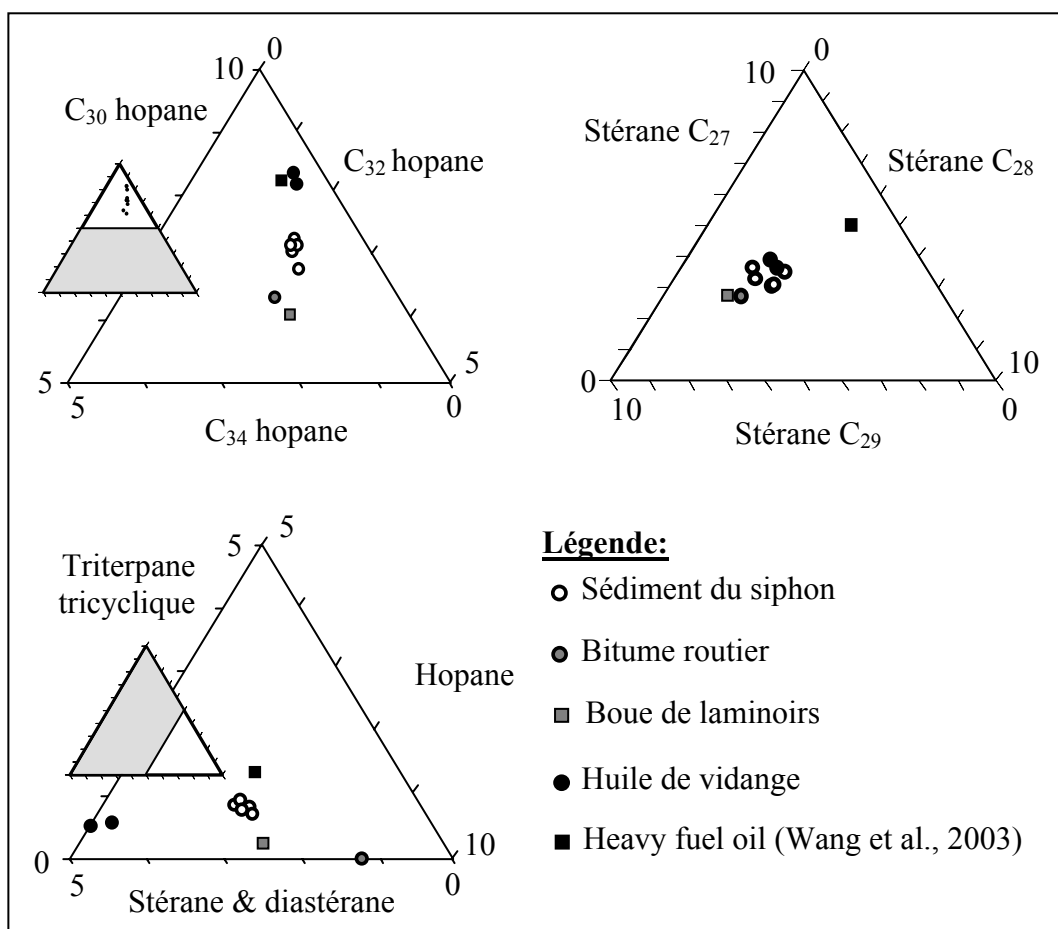 10 0
C₃₀ hopane
C₃₂ hopane
5 5
5 0
C₃₄ hopane
10 0
Stérane C₂₇
Stérane C₂₈
0 10
10 0
Stérane C₂₉
5 5
Triterpane
tricyclique
Hopane
0 10
5 0
Stérane & diastérane
Légende:
Sédiment du siphon
Bitume routier
Boue de laminoirs
Huile de vidange
Heavy fuel oil (Wang et al., 2003)